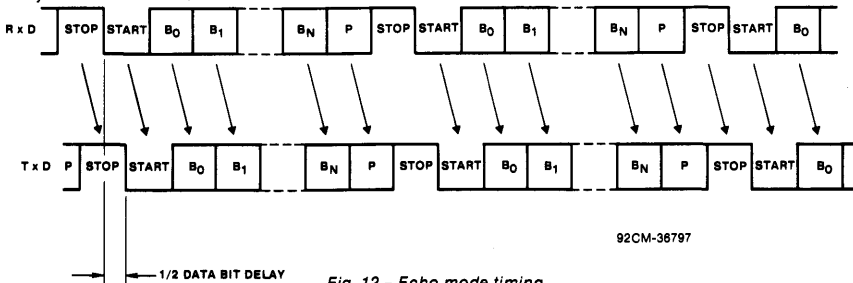 R x D STOP START B0 B1 BN P STOP START B0 B1 BN P STOP START B0
T x D P STOP START B0 B1 BN P STOP START B0 B1 BN P STOP START B0
92CM-36797
1/2 DATA BIT DELAY
Fig. 12 – Echo mode timing